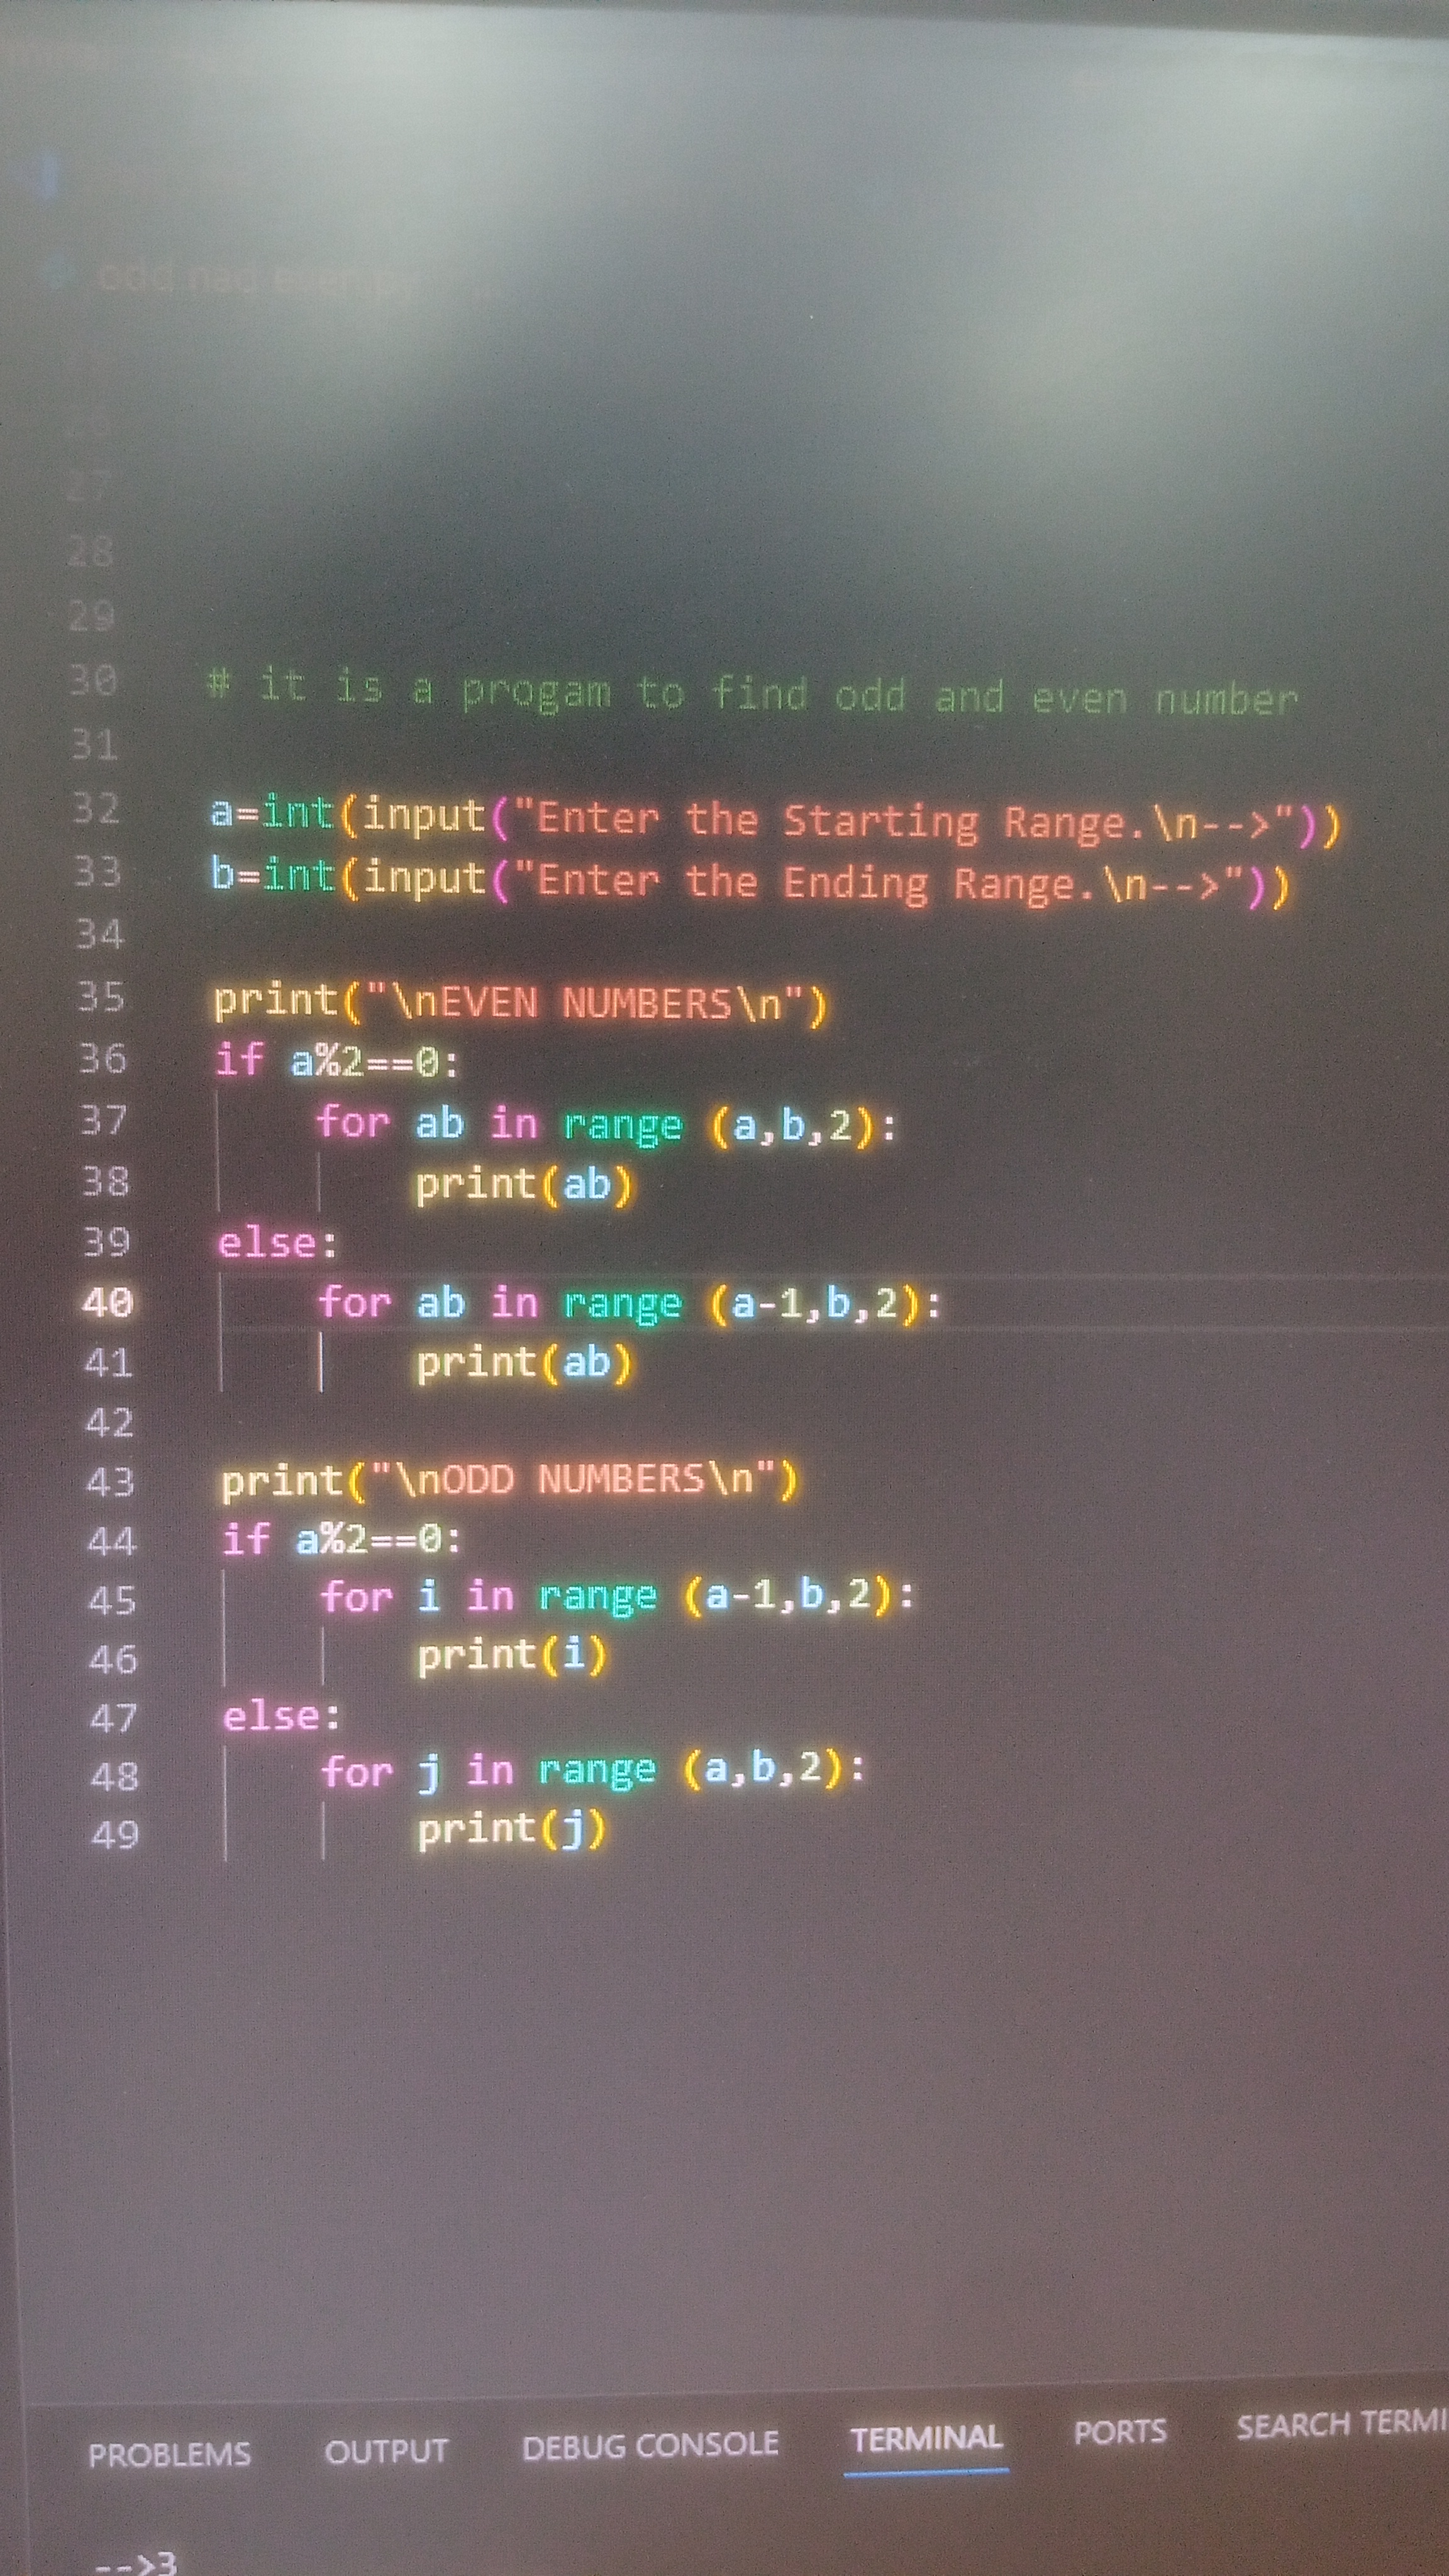 26
27
28
29
30 # it is a progam to find odd and even number
31
32 a=int(input("Enter the Starting Range.\n-->"))
33 b=int(input("Enter the Ending Range.\n-->"))
34
35 print("\nEVEN NUMBERS\n")
36 if a%2==0:
37     for ab in range (a,b,2):
38         print(ab)
39 else:
40     for ab in range (a-1,b,2):
41         print(ab)
42
43 print("\nODD NUMBERS\n")
44 if a%2==0:
45     for i in range (a-1,b,2):
46         print(i)
47 else:
48     for j in range (a,b,2):
49         print(j)
PROBLEMS OUTPUT DEBUG CONSOLE TERMINAL PORTS SEARCH TERMI
-->3